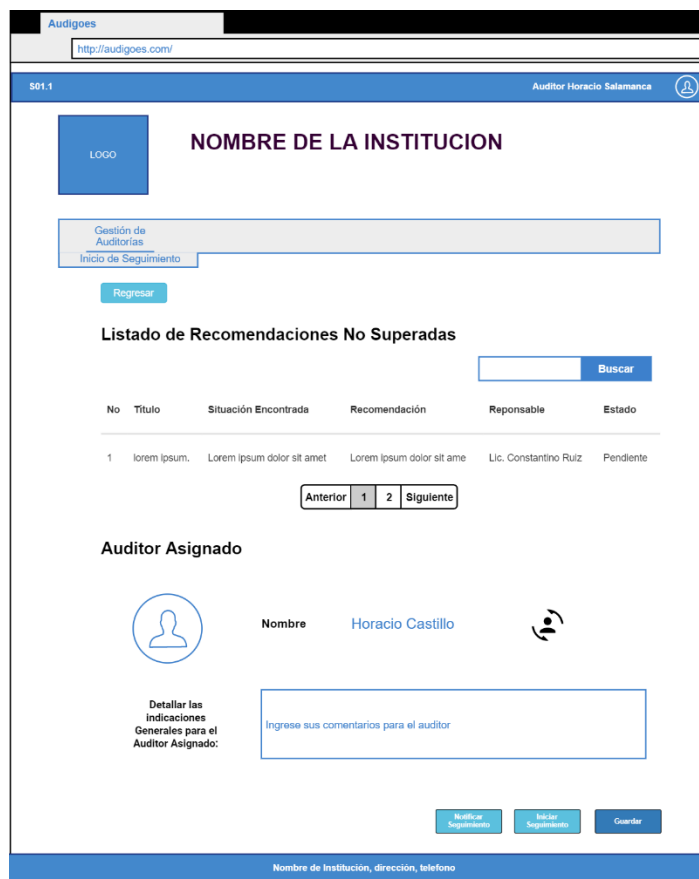 Audigoes
http://audigoes.com/
S01.1 Auditor Horacio Salamanca
LOGO
NOMBRE DE LA INSTITUCION
Gestión de
Auditorías
Inicio de Seguimiento
Regresar
Listado de Recomendaciones No Superadas
Buscar
No Título Situación Encontrada Recomendación Reponsable Estado
1 lorem ipsum. Lorem ipsum dolor sit amet Lorem ipsum dolor sit ame Lic. Constantino Ruiz Pendiente
Anterior 1 2 Siguiente
Auditor Asignado
Nombre Horacio Castillo
Detallar las
indicaciones
Generales para el
Auditor Asignado:
Ingrese sus comentarios para el auditor
Notificar
Seguimiento
Iniciar
Seguimiento
Guardar
Nombre de Institución, dirección, telefono